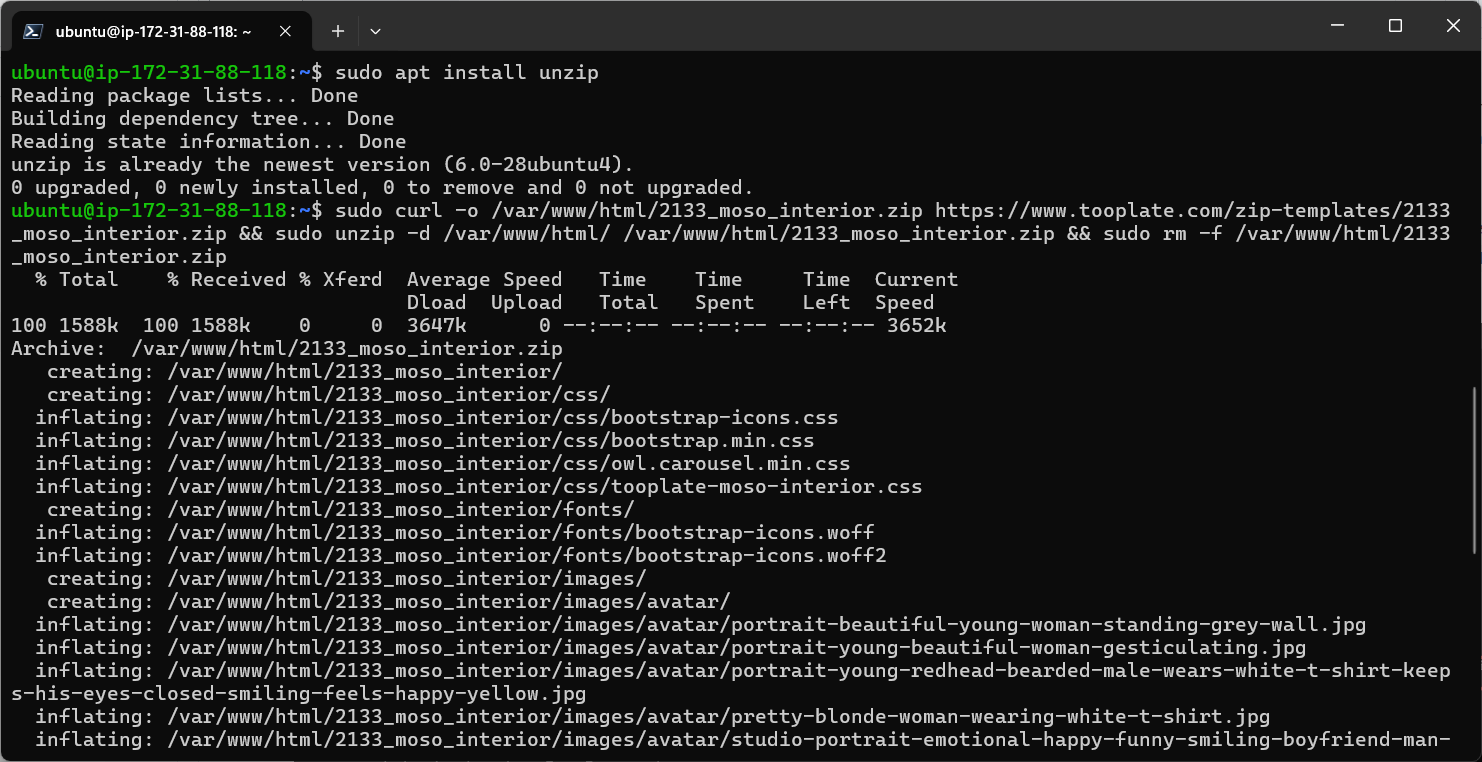 ubuntu@ip-172-31-88-118: ~
ubuntu@ip-172-31-88-118:~$ sudo apt install unzip
Reading package lists... Done
Building dependency tree... Done
Reading state information... Done
unzip is already the newest version (6.0-28ubuntu4).
0 upgraded, 0 newly installed, 0 to remove and 0 not upgraded.
ubuntu@ip-172-31-88-118:~$ sudo curl -o /var/www/html/2133_moso_interior.zip https://www.tooplate.com/zip-templates/2133
_moso_interior.zip && sudo unzip -d /var/www/html/ /var/www/html/2133_moso_interior.zip && sudo rm -f /var/www/html/2133
_moso_interior.zip
  % Total    % Received % Xferd  Average Speed   Time    Time     Time  Current
                                 Dload  Upload   Total   Spent    Left  Speed
100 1588k  100 1588k    0     0  3647k      0 --:--:-- --:--:-- --:--:-- 3652k
Archive:  /var/www/html/2133_moso_interior.zip
   creating: /var/www/html/2133_moso_interior/
   creating: /var/www/html/2133_moso_interior/css/
  inflating: /var/www/html/2133_moso_interior/css/bootstrap-icons.css
  inflating: /var/www/html/2133_moso_interior/css/bootstrap.min.css
  inflating: /var/www/html/2133_moso_interior/css/owl.carousel.min.css
  inflating: /var/www/html/2133_moso_interior/css/tooplate-moso-interior.css
   creating: /var/www/html/2133_moso_interior/fonts/
  inflating: /var/www/html/2133_moso_interior/fonts/bootstrap-icons.woff
  inflating: /var/www/html/2133_moso_interior/fonts/bootstrap-icons.woff2
   creating: /var/www/html/2133_moso_interior/images/
   creating: /var/www/html/2133_moso_interior/images/avatar/
  inflating: /var/www/html/2133_moso_interior/images/avatar/portrait-beautiful-young-woman-standing-grey-wall.jpg
  inflating: /var/www/html/2133_moso_interior/images/avatar/portrait-young-beautiful-woman-gesticulating.jpg
  inflating: /var/www/html/2133_moso_interior/images/avatar/portrait-young-redhead-bearded-male-wears-white-t-shirt-keep
s-his-eyes-closed-smiling-feels-happy-yellow.jpg
  inflating: /var/www/html/2133_moso_interior/images/avatar/pretty-blonde-woman-wearing-white-t-shirt.jpg
  inflating: /var/www/html/2133_moso_interior/images/avatar/studio-portrait-emotional-happy-funny-smiling-boyfriend-man-